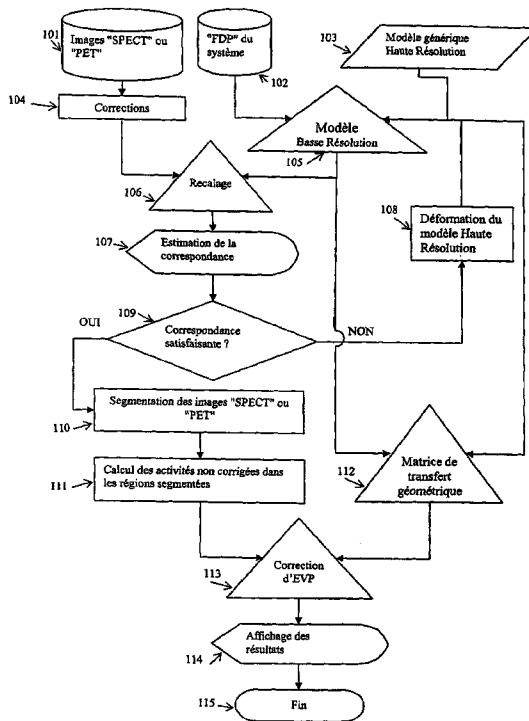 101
Images "SPECT" ou
"PET"
"FDP" du
système
102
103
Modèle générique
Haute Résolution
104
Corrections
Modèle
Basse Résolution
105
106
Recalage
107
Estimation de la
correspondance
108
Déformation du
modèle Haute
Résolution
109
OUI
Correspondance
satisfaisante ?
NON
Segmentation des images "SPECT" ou
"PET"
110
Calcul des activités non corrigées dans
les régions segmentées
111
Matrice de
transfert
géométrique
112
Correction
d'EVP
113
Affichage des
résultats
114
Fin
115